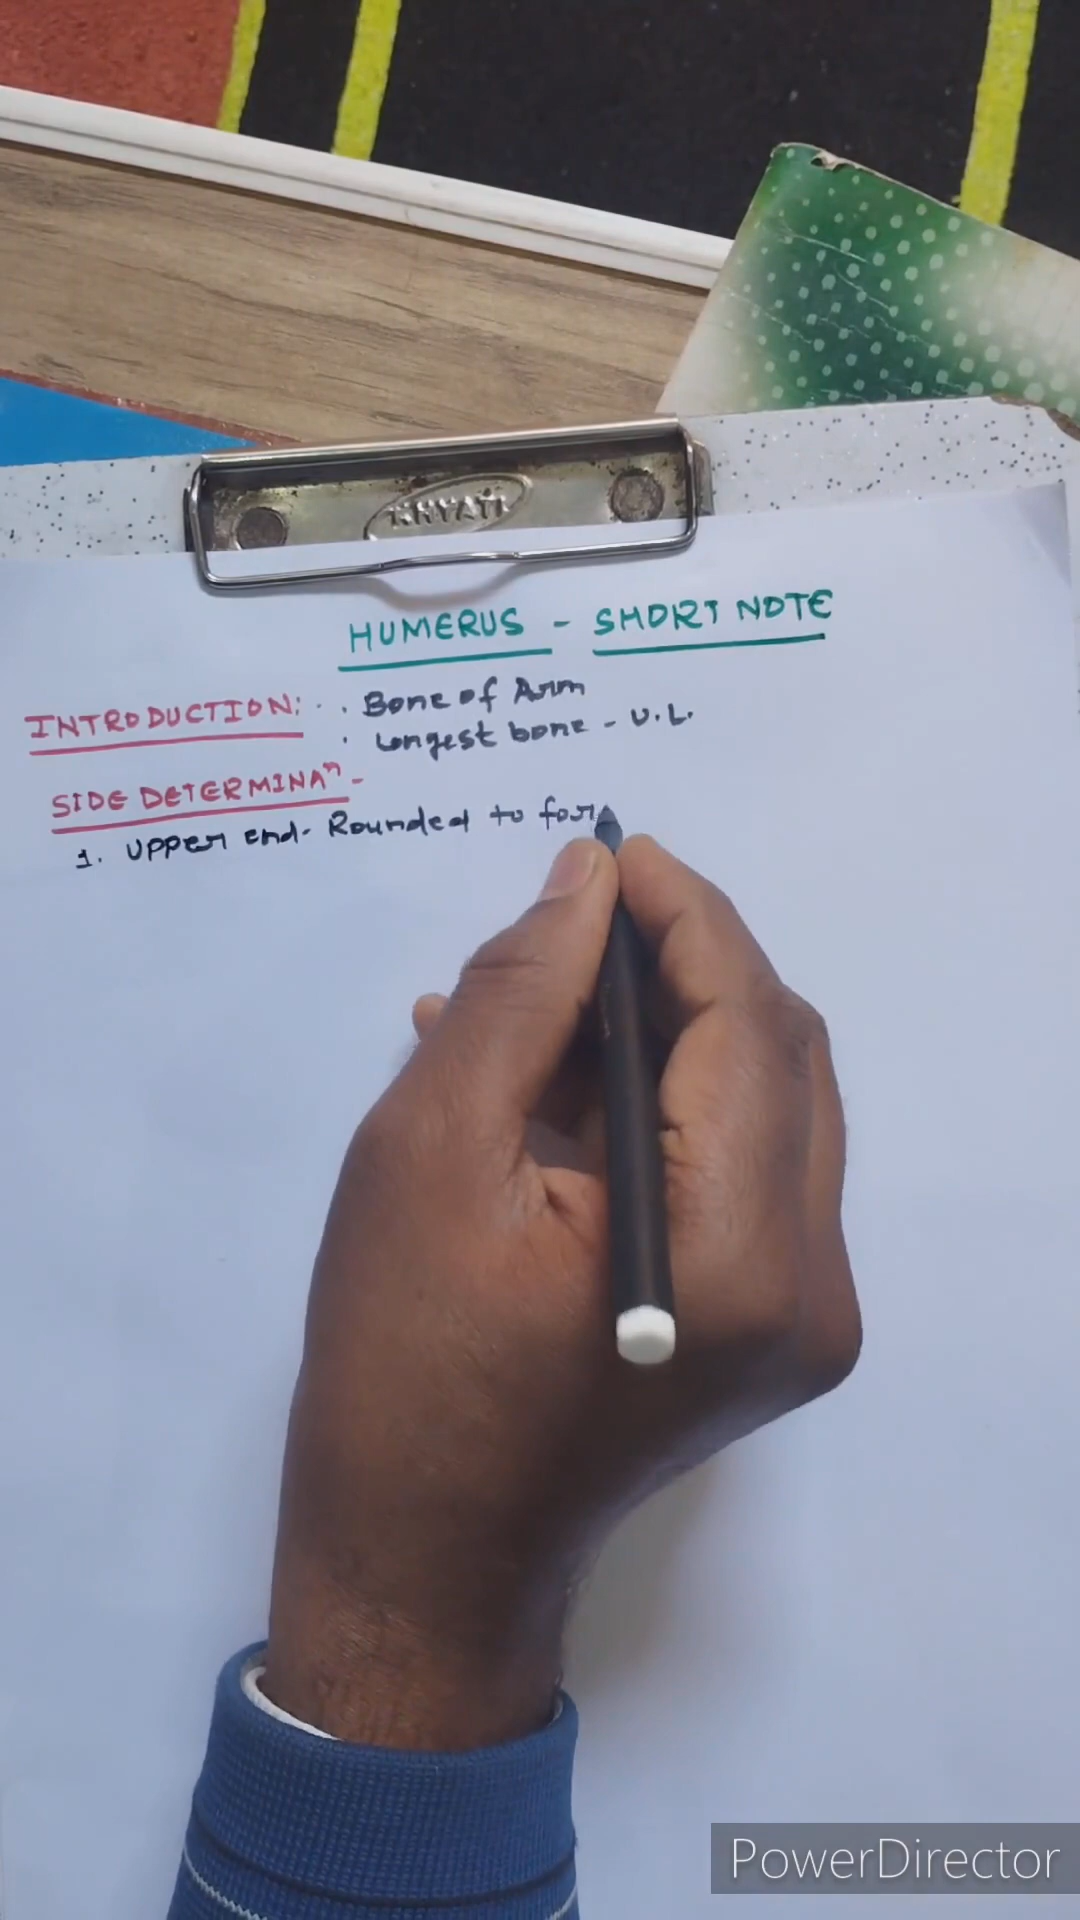 KHYATI
HUMERUS - SHORT NOTE
INTRODUCTION: · Bone of Arm
· Longest bone - U.L.
SIDE DETERMINAⁿ -
1. Upper end - Rounded to for
PowerDirector